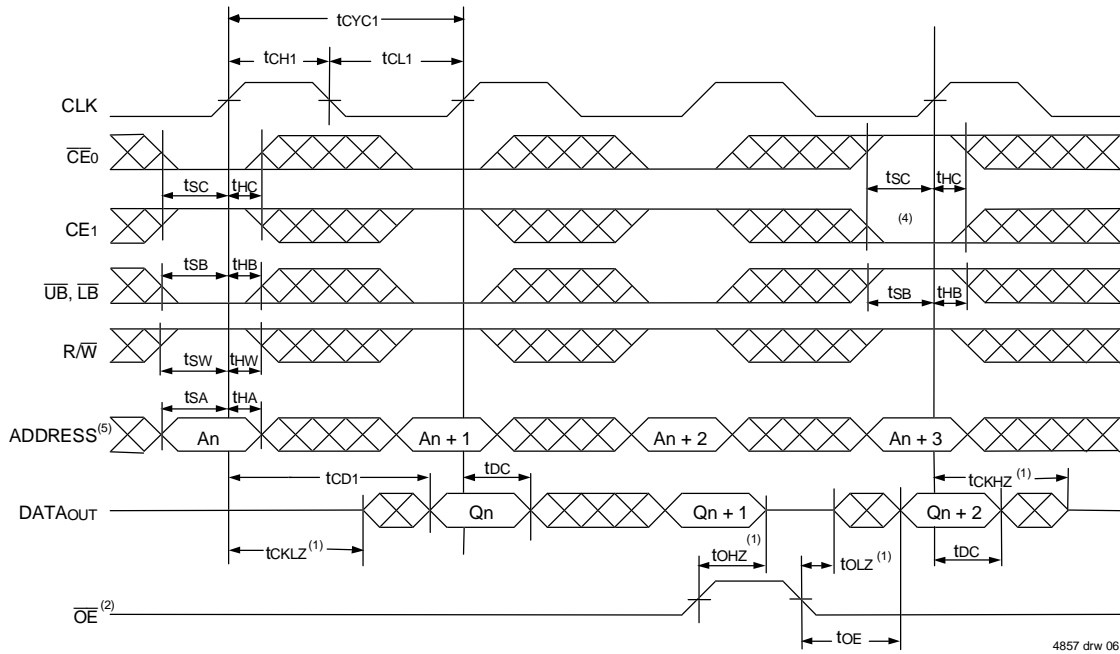 tCYC1
tCH1 tCL1
CLK
CE0
tSC tHC tSC tHC
CE1 (4)
tSB tHB
UB, LB tSB tHB
R/W
tSW tHW
tSA tHA
ADDRESS(5) An An + 1 An + 2 An + 3
tCD1 tDC tCKHZ(1)
DATAOUT Qn Qn + 1 Qn + 2
tCKLZ(1) tOHZ(1) tOLZ(1) tDC
OE(2)
tOE
4857 drw 06